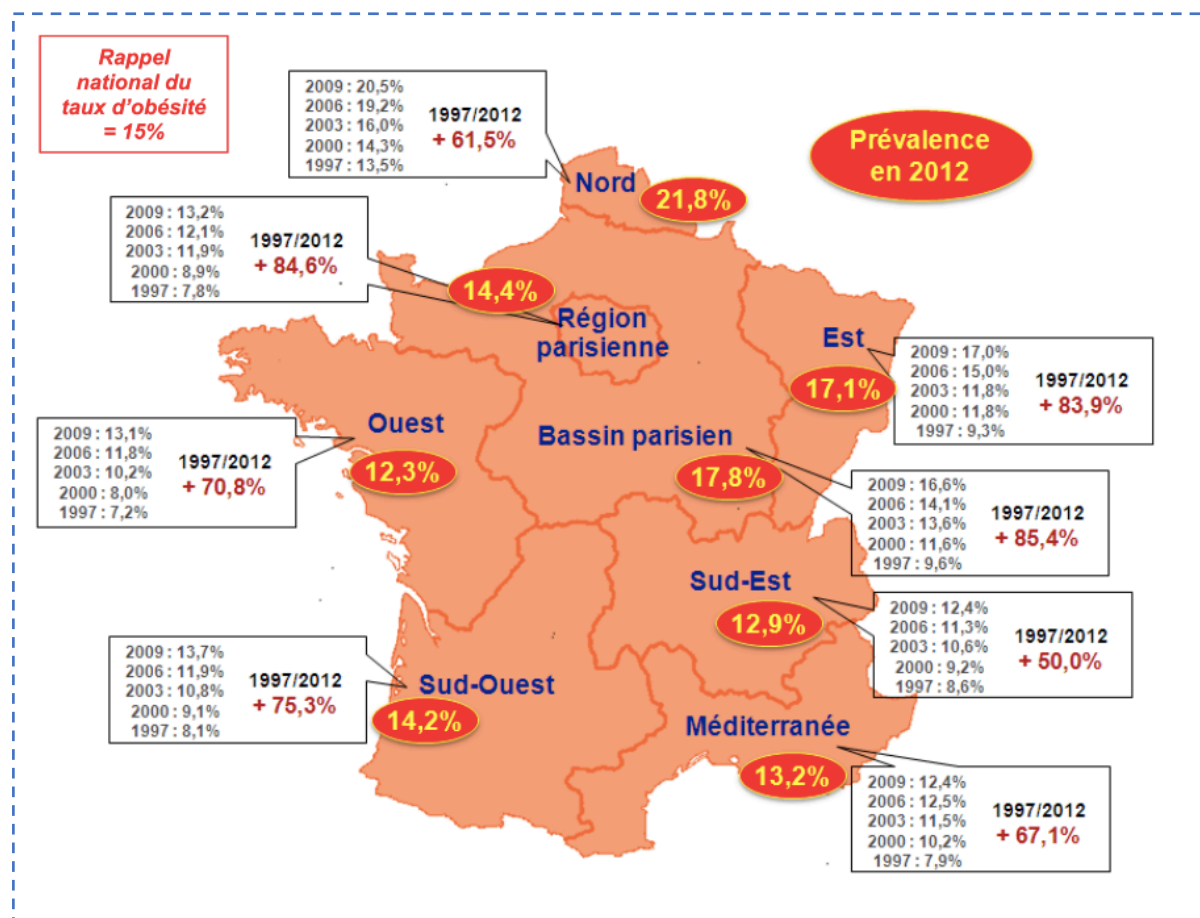 Rappel
national du
taux d'obésité
= 15%
2009 : 20,5%
2006 : 19,2%
2003 : 16,0%
2000 : 14,3%
1997 : 13,5%
1997/2012
+ 61,5%
Prévalence
en 2012
Nord
21,8%
2009 : 13,2%
2006 : 12,1%
2003 : 11,9%
2000 : 8,9%
1997 : 7,8%
1997/2012
+ 84,6%
14,4%
Région
parisienne
Est
17,1%
2009 : 17,0%
2006 : 15,0%
2003 : 11,8%
2000 : 11,8%
1997 : 9,3%
1997/2012
+ 83,9%
2009 : 13,1%
2006 : 11,8%
2003 : 10,2%
2000 : 8,0%
1997 : 7,2%
1997/2012
+ 70,8%
Ouest
12,3%
Bassin parisien
17,8%
2009 : 16,6%
2006 : 14,1%
2003 : 13,6%
2000 : 11,6%
1997 : 9,6%
1997/2012
+ 85,4%
Sud-Est
12,9%
2009 : 12,4%
2006 : 11,3%
2003 : 10,6%
2000 : 9,2%
1997 : 8,6%
1997/2012
+ 50,0%
2009 : 13,7%
2006 : 11,9%
2003 : 10,8%
2000 : 9,1%
1997 : 8,1%
1997/2012
+ 75,3%
Sud-Ouest
14,2%
Méditerranée
13,2%
2009 : 12,4%
2006 : 12,5%
2003 : 11,5%
2000 : 10,2%
1997 : 7,9%
1997/2012
+ 67,1%